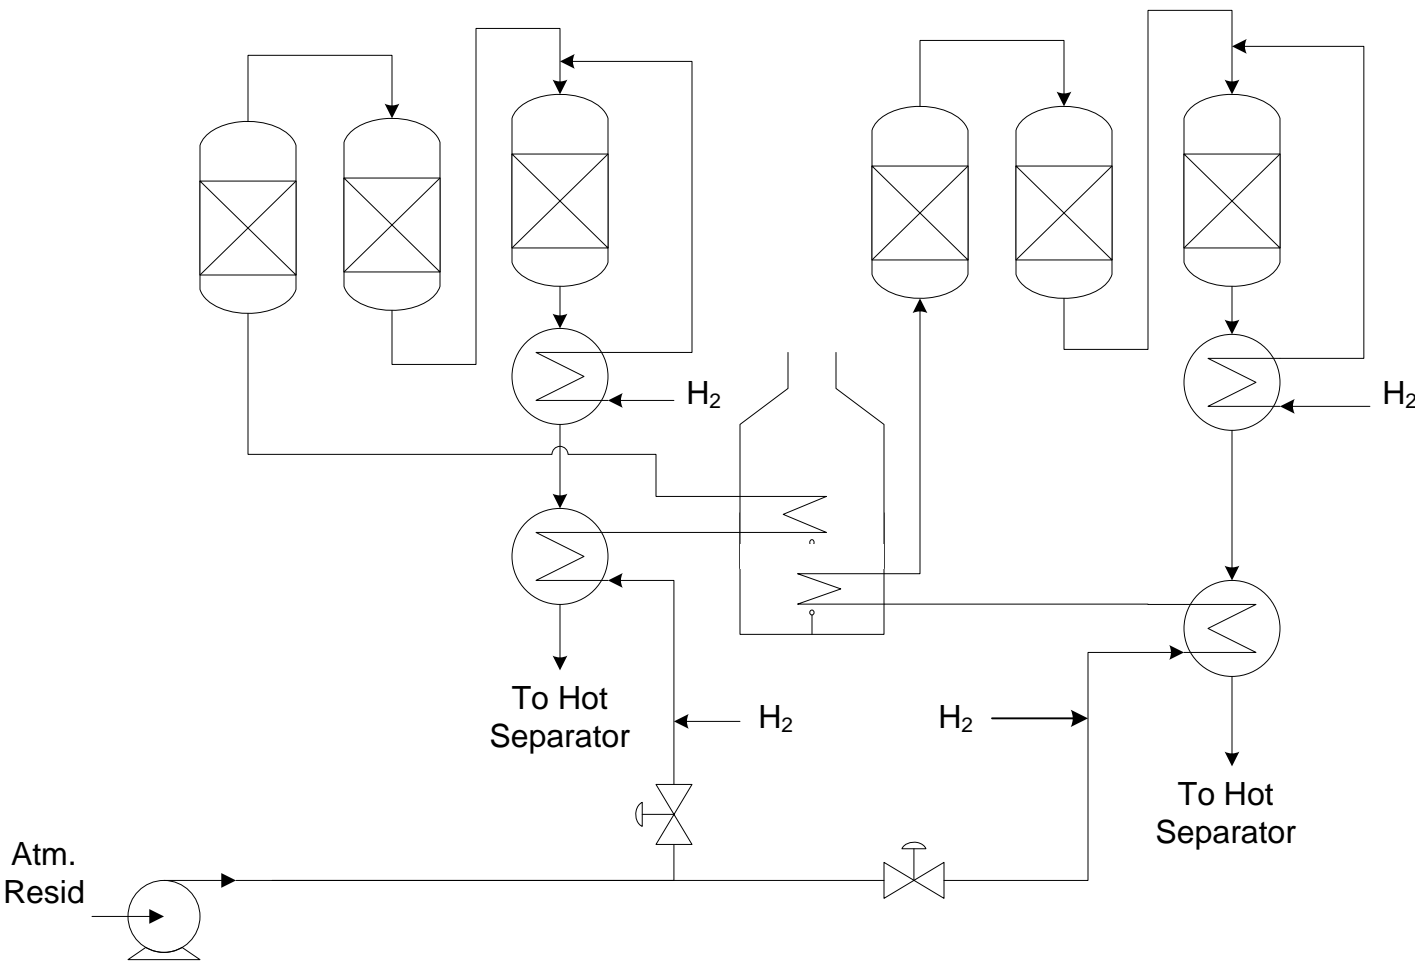 H₂
H₂
To Hot
Separator
H₂
H₂
To Hot
Separator
Atm.
Resid